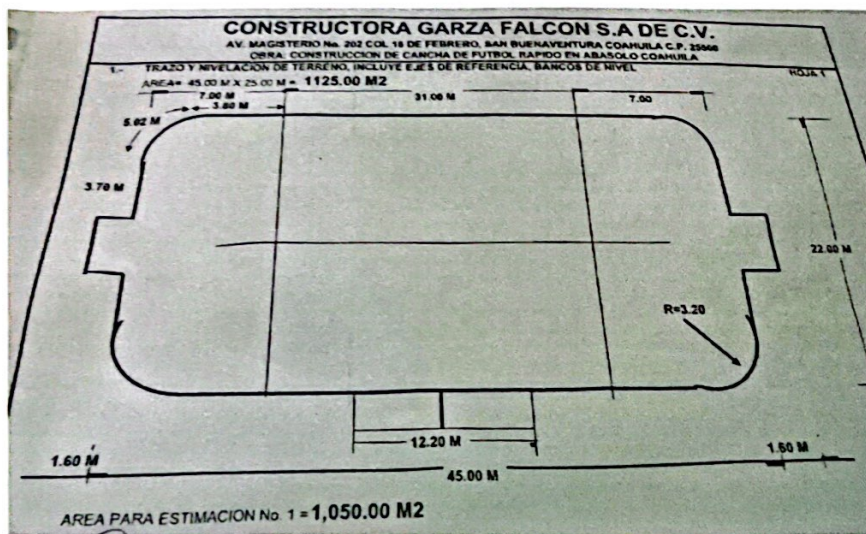 CONSTRUCTORA GARZA FALCON S.A DE C.V.
AV. MAGISTERIO No. 202 COL 18 DE FEBRERO, SAN BUENAVENTURA COAHUILA C.P.
OBRA: CONSTRUCCION DE CANCHA DE FUTBOL RAPIDO EN ABASOLO COAHUILA
1.- TRAZO Y NIVELACION DE TERRENO, INCLUYE EJES DE REFERENCIA, BANCOS DE NIVEL
HOJA 1
AREA= 45.00 M X 25.00 M = 1125.00 M2
7.00 M
31.00 M
7.00
3.80 M
5.02 M
3.70 M
22.00 M
R=3.20
12.20 M
1.60 M
1.60 M
45.00 M
AREA PARA ESTIMACION No. 1 = 1,050.00 M2